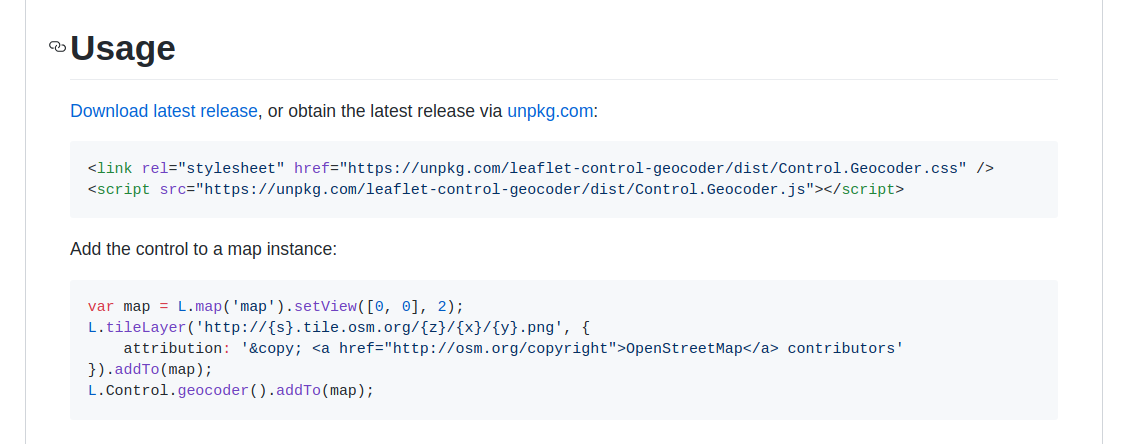 Usage
Download latest release, or obtain the latest release via unpkg.com:
<link rel="stylesheet" href="https://unpkg.com/leaflet-control-geocoder/dist/Control.Geocoder.css" />
<script src="https://unpkg.com/leaflet-control-geocoder/dist/Control.Geocoder.js"></script>
Add the control to a map instance:
var map = L.map('map').setView([0, 0], 2);
L.tileLayer('http://{s}.tile.osm.org/{z}/{x}/{y}.png', {
    attribution: '&copy; <a href="http://osm.org/copyright">OpenStreetMap</a> contributors'
}).addTo(map);
L.Control.geocoder().addTo(map);